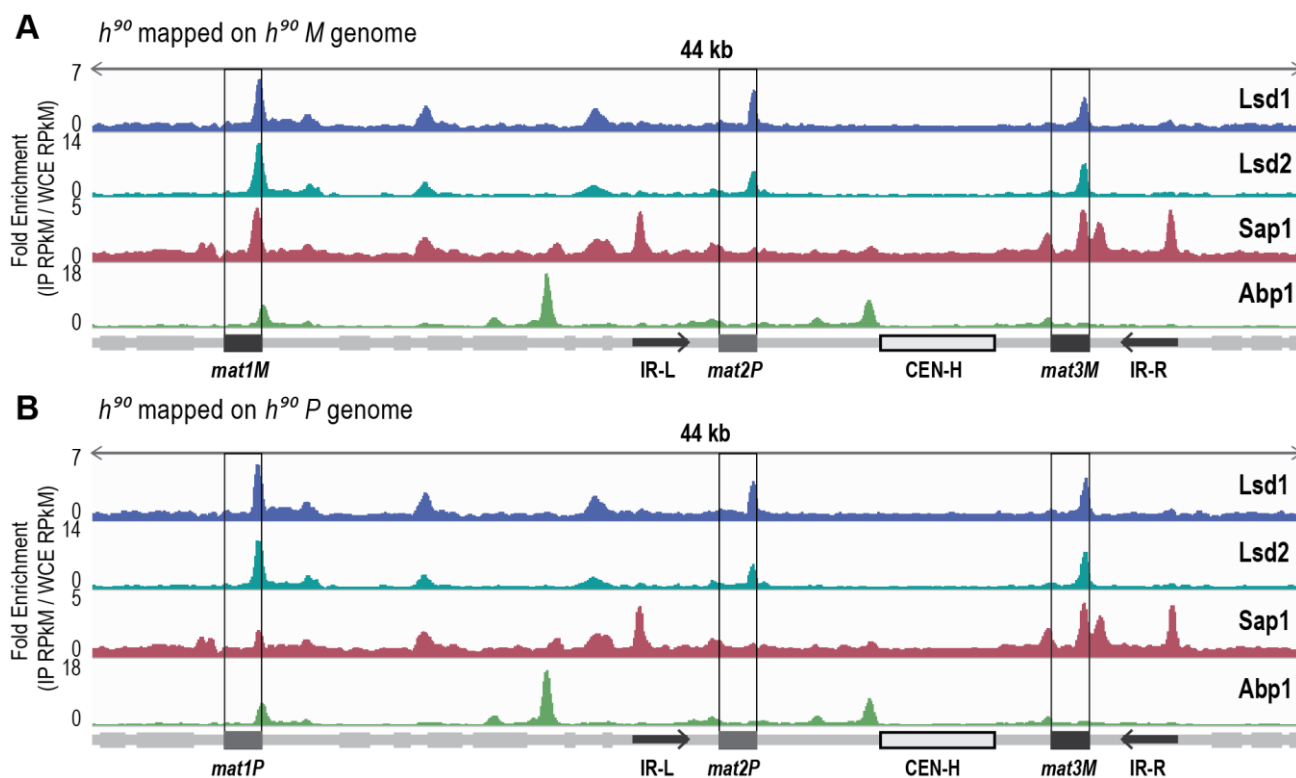 A
h⁹⁰ mapped on h⁹⁰ M genome
44 kb
Fold Enrichment
(IP RPkM / WCE RPkM)
7
0
Lsd1
14
0
Lsd2
5
0
Sap1
18
0
Abp1
mat1M
IR-L
mat2P
CEN-H
mat3M
IR-R
B
h⁹⁰ mapped on h⁹⁰ P genome
44 kb
Fold Enrichment
(IP RPkM / WCE RPkM)
7
0
Lsd1
14
0
Lsd2
5
0
Sap1
18
0
Abp1
mat1P
IR-L
mat2P
CEN-H
mat3M
IR-R